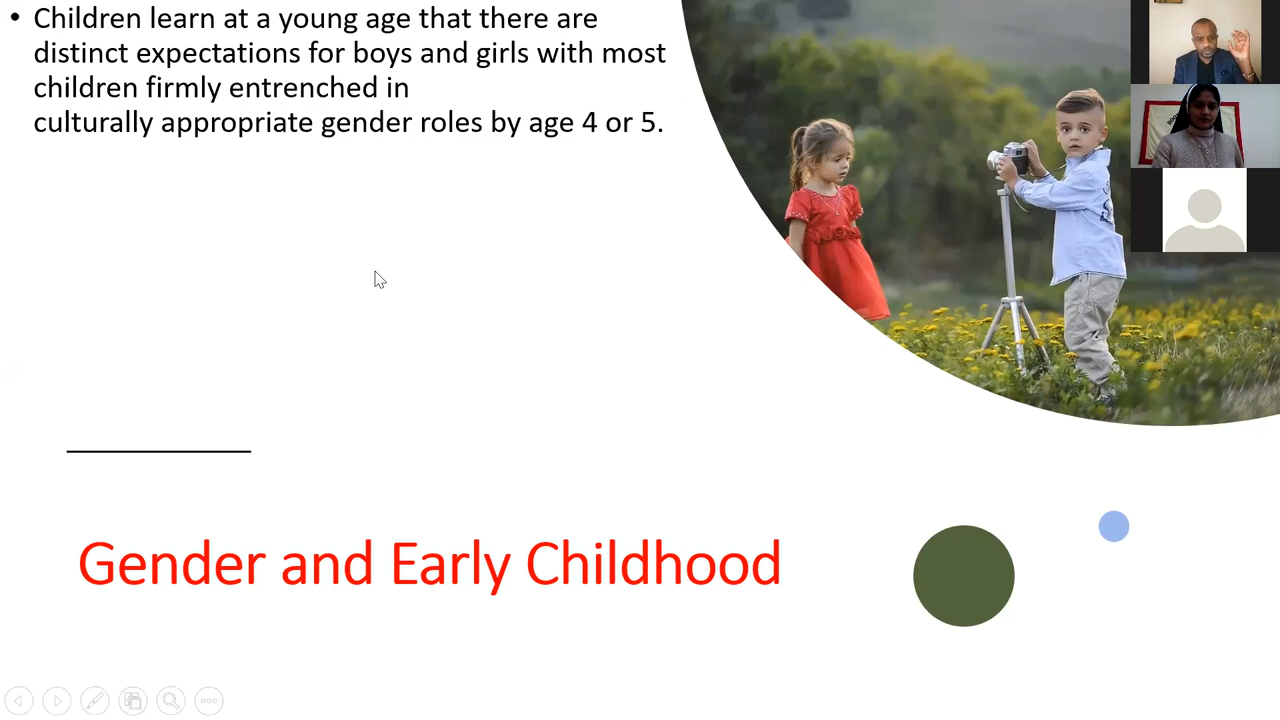 • Children learn at a young age that there are
distinct expectations for boys and girls with most
children firmly entrenched in
culturally appropriate gender roles by age 4 or 5.
Gender and Early Childhood